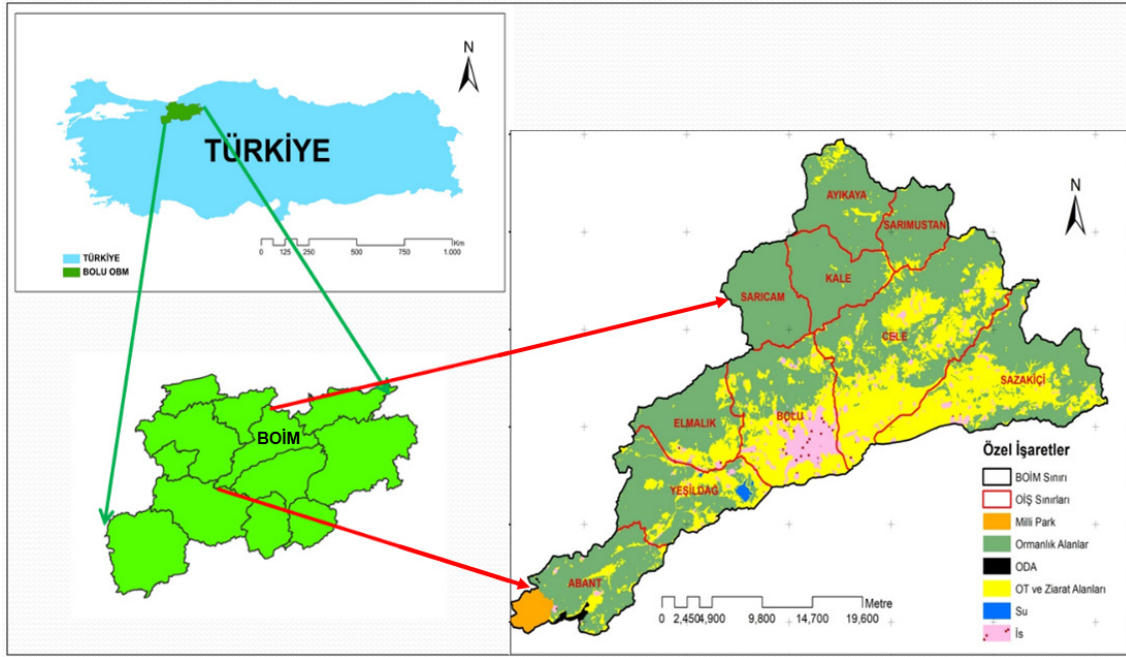 N
TÜRKİYE
Km
0 125 250 500 750 1.000
TÜRKİYE
BOLU OBM
BOİM
N
AYIKAYA
SARIMUSTAN
KALE
SARICAM
ÇELE
SAZAKİÇİ
BOLU
ELMALIK
YEŞİLDAĞ
ABANT
Metre
0 2,450 4,900 9,800 14,700 19,600
Özel İşaretler
BOİM Sınırı
OİŞ Sınırları
Milli Park
Ormanlık Alanlar
ODA
OT ve Ziarat Alanları
Su
İs